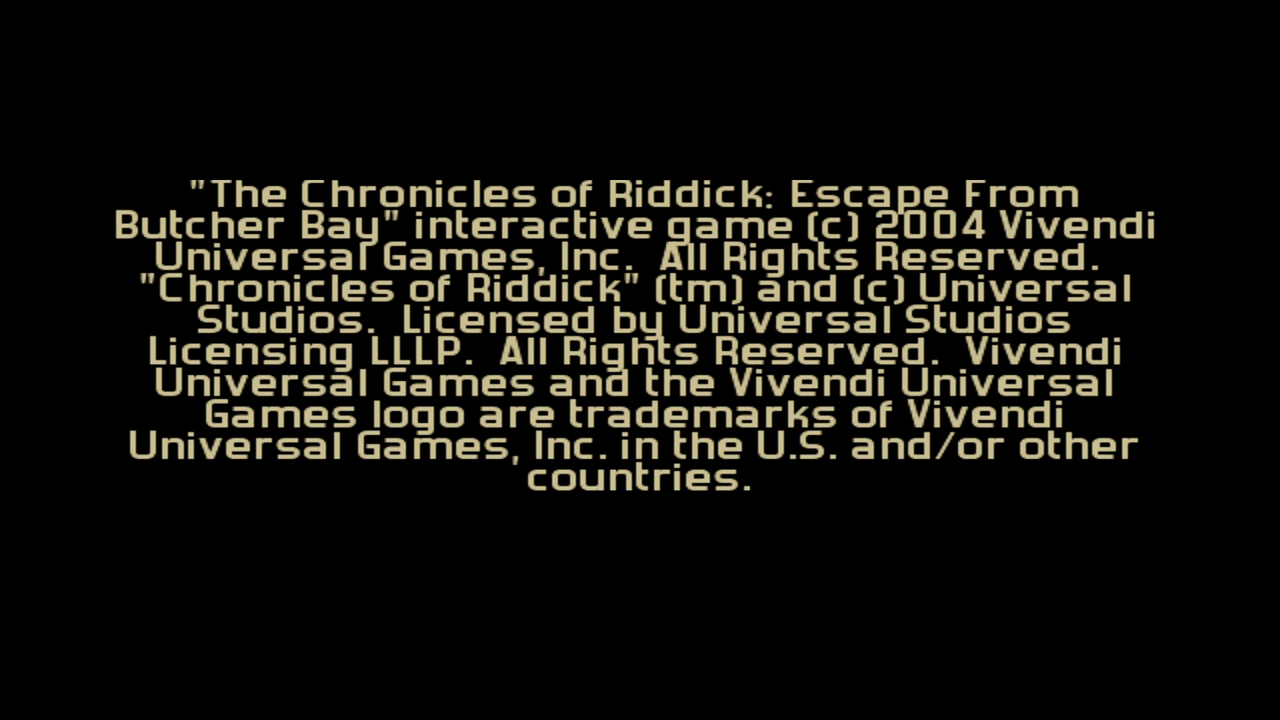 "The Chronicles of Riddick: Escape From
Butcher Bay" interactive game (c) 2004 Vivendi
Universal Games, Inc.  All Rights Reserved.
"Chronicles of Riddick" (tm) and (c) Universal
Studios.  Licensed by Universal Studios
Licensing LLLP.  All Rights Reserved.  Vivendi
Universal Games and the Vivendi Universal
Games logo are trademarks of Vivendi
Universal Games, Inc. in the U.S. and/or other
countries.